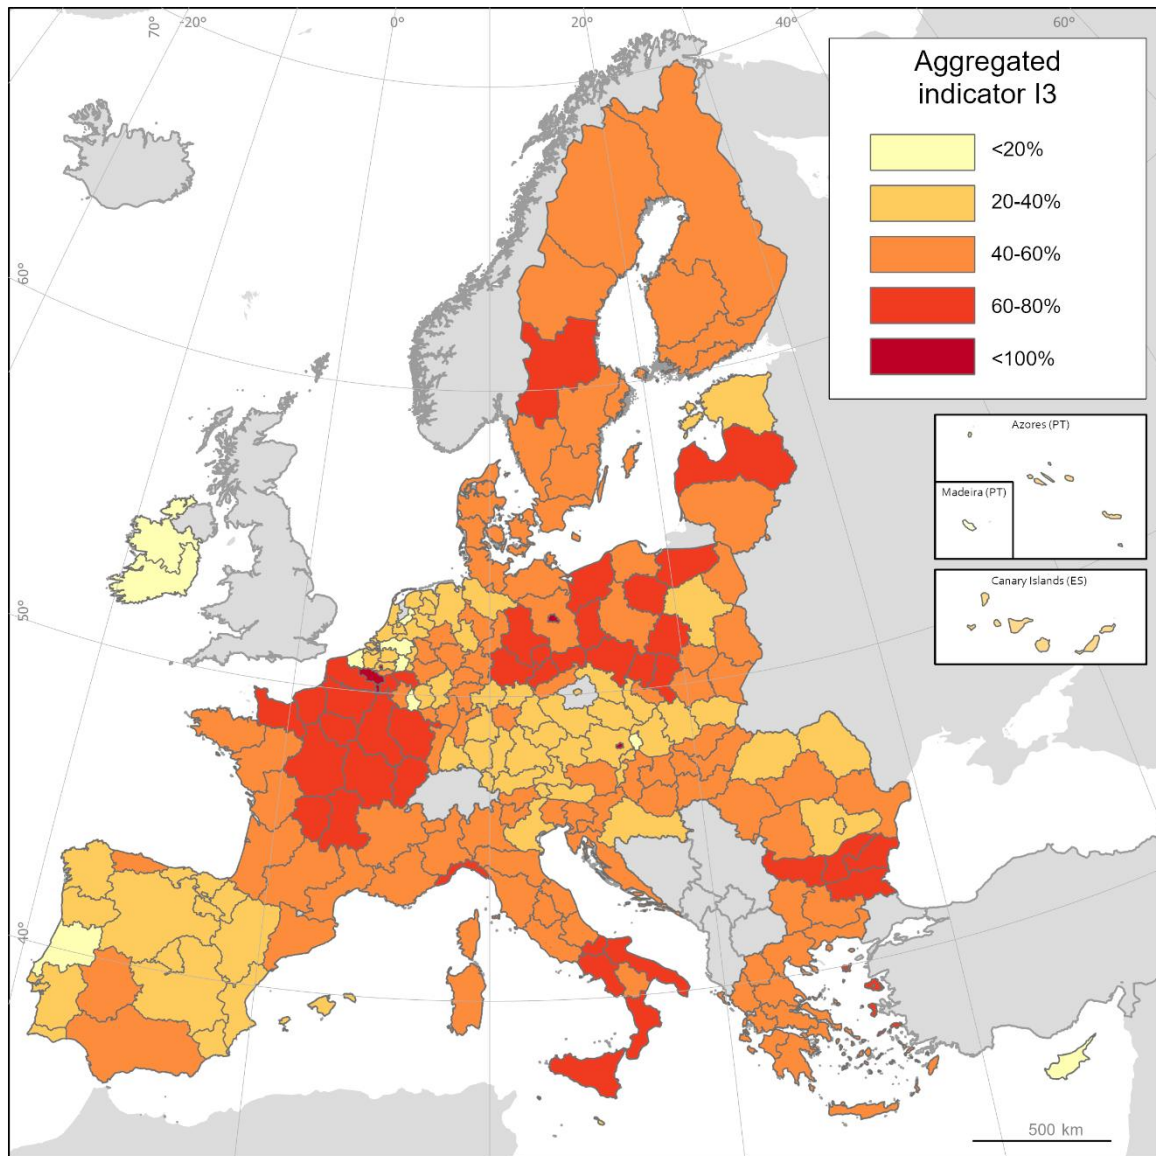 70°
-20°
0°
20°
40°
60°
Aggregated
indicator I3
<20%
20-40%
40-60%
60-80%
<100%
60°
Azores (PT)
Madeira (PT)
Canary Islands (ES)
50°
40°
500 km